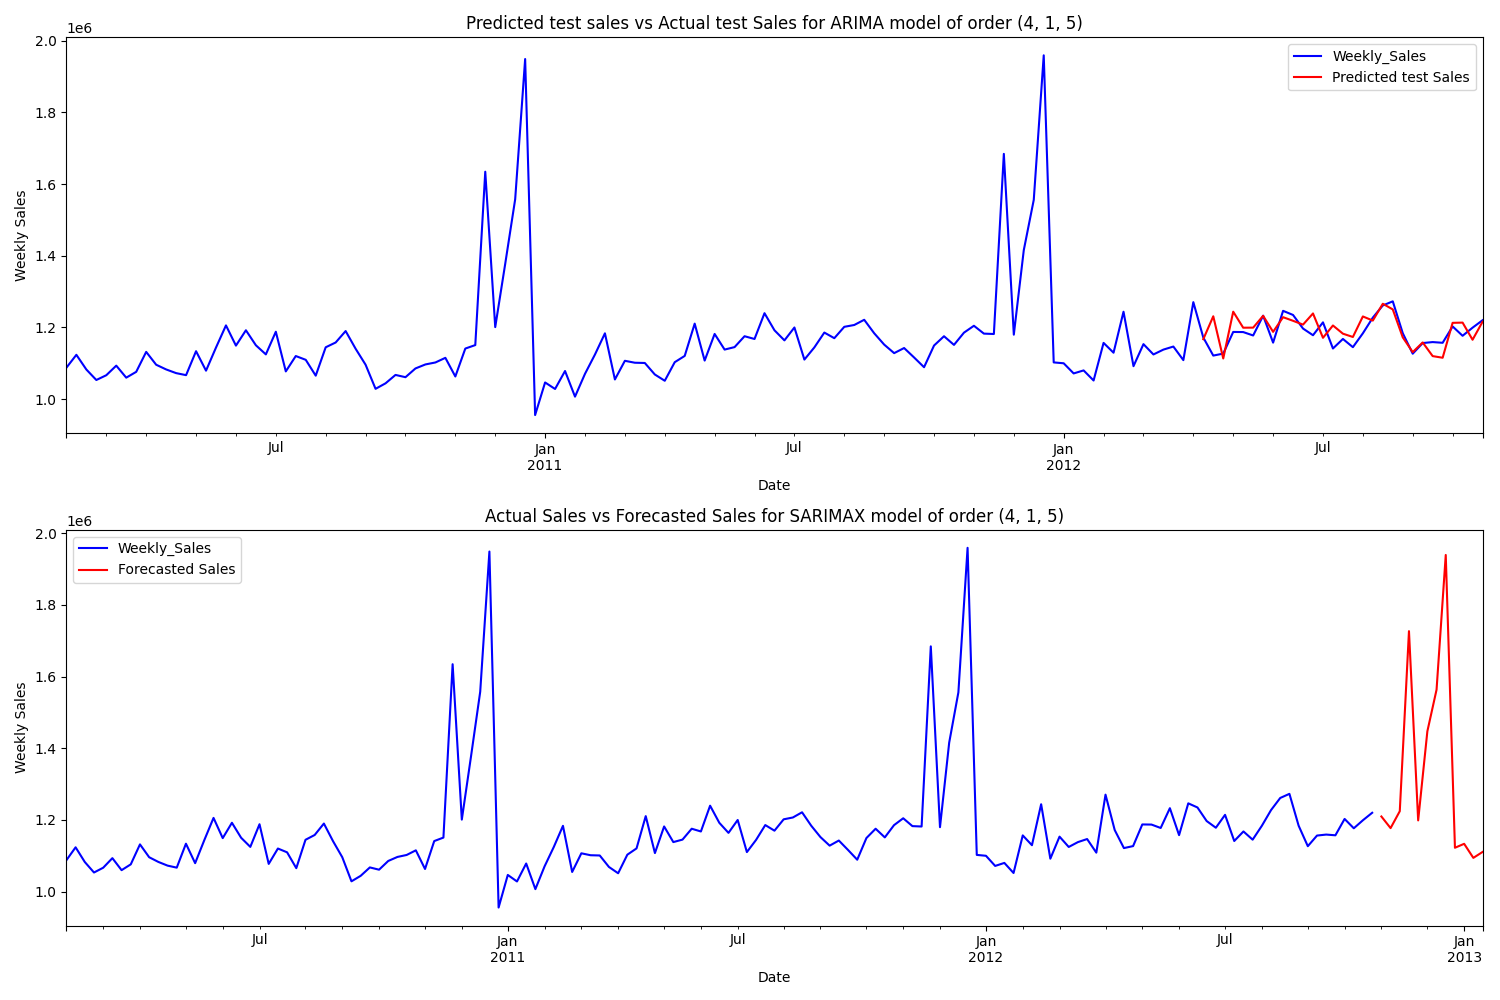 Predicted test sales vs Actual test Sales for ARIMA model of order (4, 1, 5)
1e6
2.0
1.8
1.6
1.4
1.2
1.0
Weekly Sales
Weekly_Sales
Predicted test Sales
Jul
Jan
2011
Jul
Jan
2012
Jul
Date
Actual Sales vs Forecasted Sales for SARIMAX model of order (4, 1, 5)
1e6
2.0
1.8
1.6
1.4
1.2
1.0
Weekly Sales
Weekly_Sales
Forecasted Sales
Jul
Jan
2011
Jul
Jan
2012
Jul
Jan
2013
Date